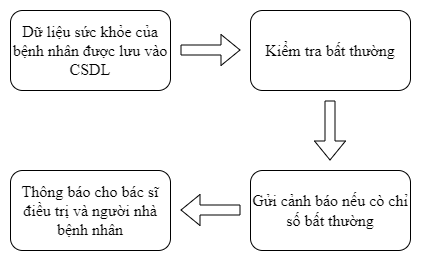 Dữ liệu sức khỏe của
bệnh nhân được lưu vào
CSDL
Kiểm tra bất thường
Gửi cảnh báo nếu cò chỉ
số bất thường
Thông báo cho bác sĩ
điều trị và người nhà
bệnh nhân